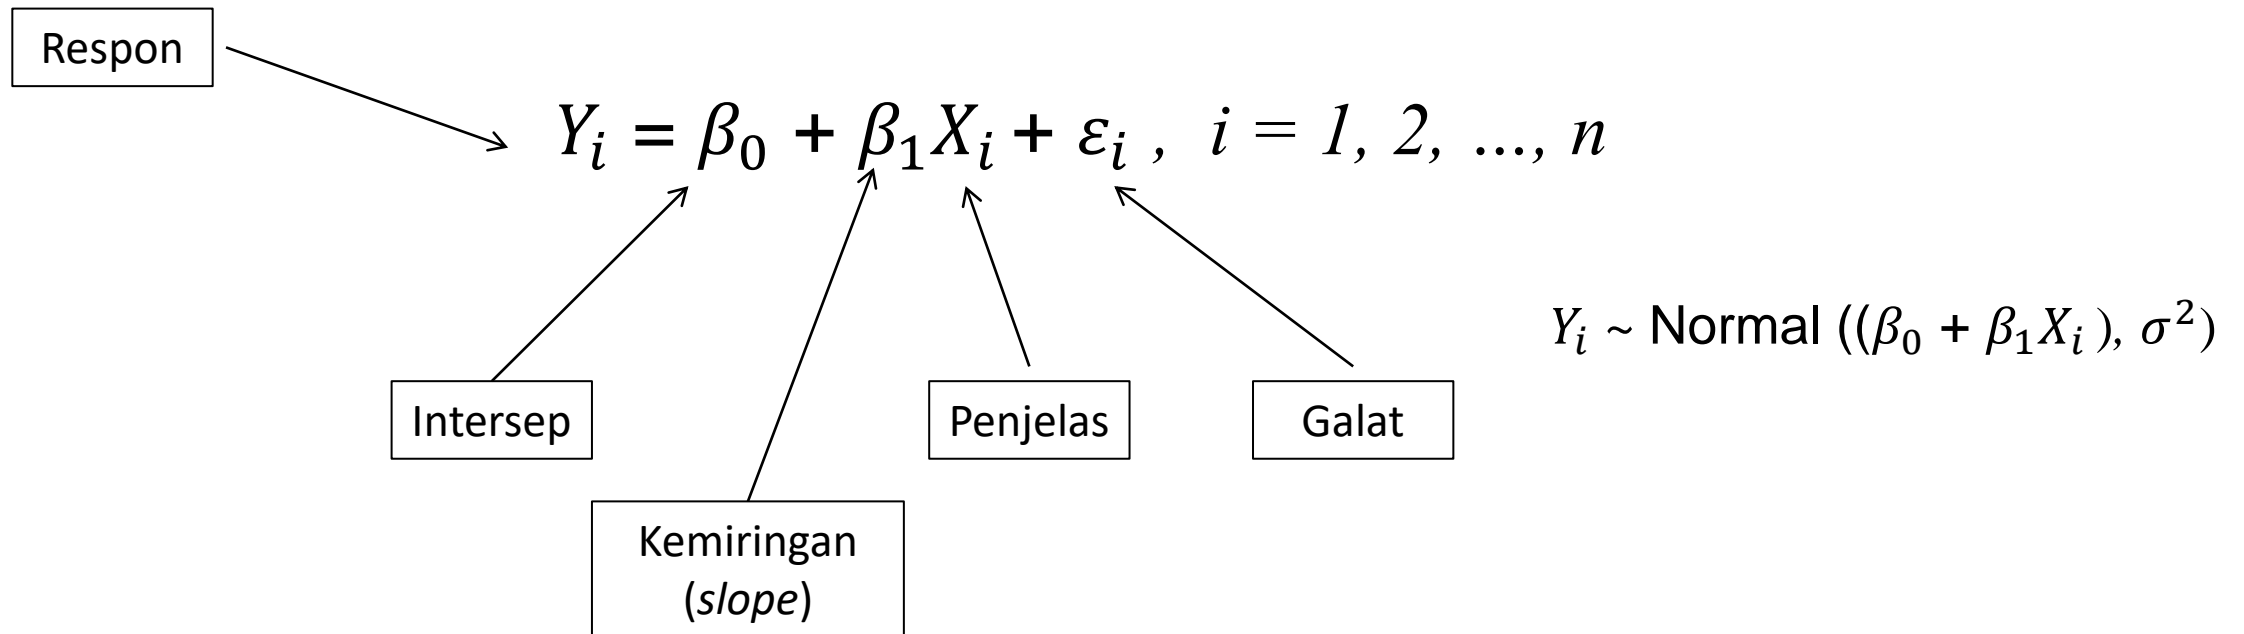 Respon
Yᵢ = β₀ + β₁Xᵢ + εᵢ , i = 1, 2, ..., n
Yᵢ ~ Normal ((β₀ + β₁Xᵢ ), σ²)
Intersep
Penjelas
Galat
Kemiringan
(slope)